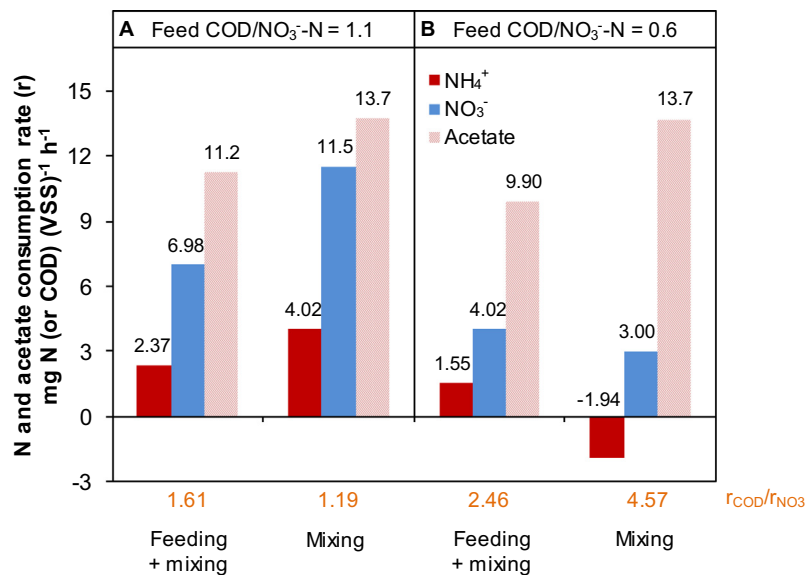 A Feed COD/NO₃⁻-N = 1.1
B Feed COD/NO₃⁻-N = 0.6
N and acetate consumption rate (r)
mg N (or COD) (VSS)⁻¹ h⁻¹
15
12
9
6
3
0
-3
NH₄⁺
NO₃⁻
Acetate
2.37
6.98
11.2
4.02
11.5
13.7
1.55
4.02
9.90
-1.94
3.00
13.7
1.61
1.19
2.46
4.57
r_COD/r_NO3
Feeding
+ mixing
Mixing
Feeding
+ mixing
Mixing